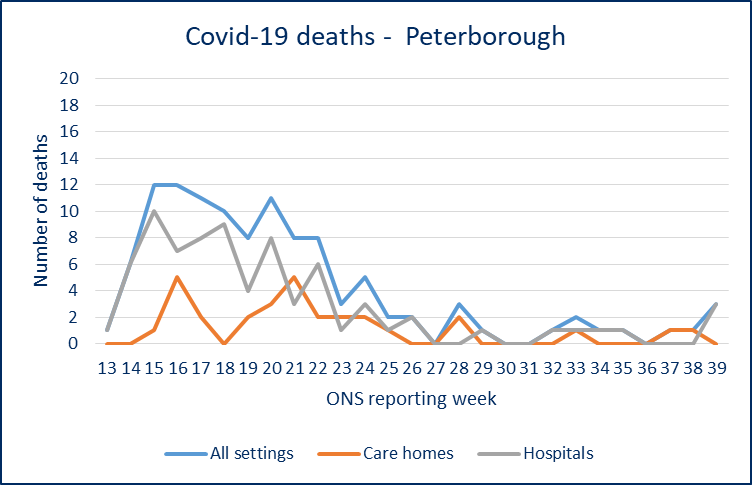 Covid-19 deaths -  Peterborough
20
18
16
14
12
10
8
6
4
2
0
Number of deaths
13 14 15 16 17 18 19 20 21 22 23 24 25 26 27 28 29 30 31 32 33 34 35 36 37 38 39
ONS reporting week
All settings Care homes Hospitals